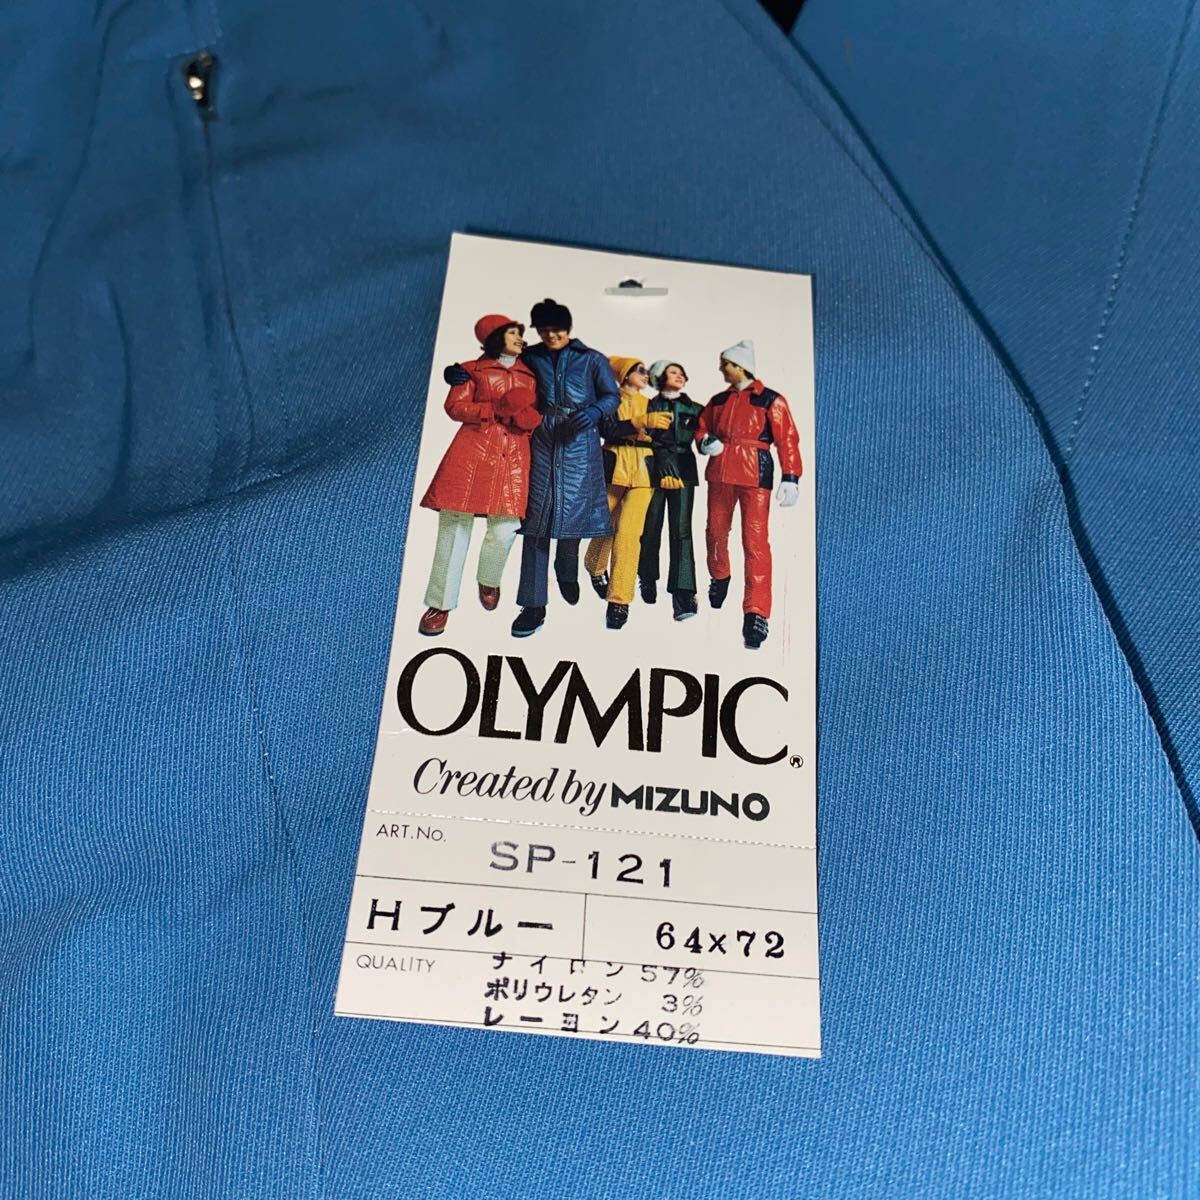 OLYMPIC®
Created by MIZUNO
ART.No. SP-121
Hブルー 64×72
QUALITY ナイロン 57%
ポリウレタン 3%
レーヨン 40%